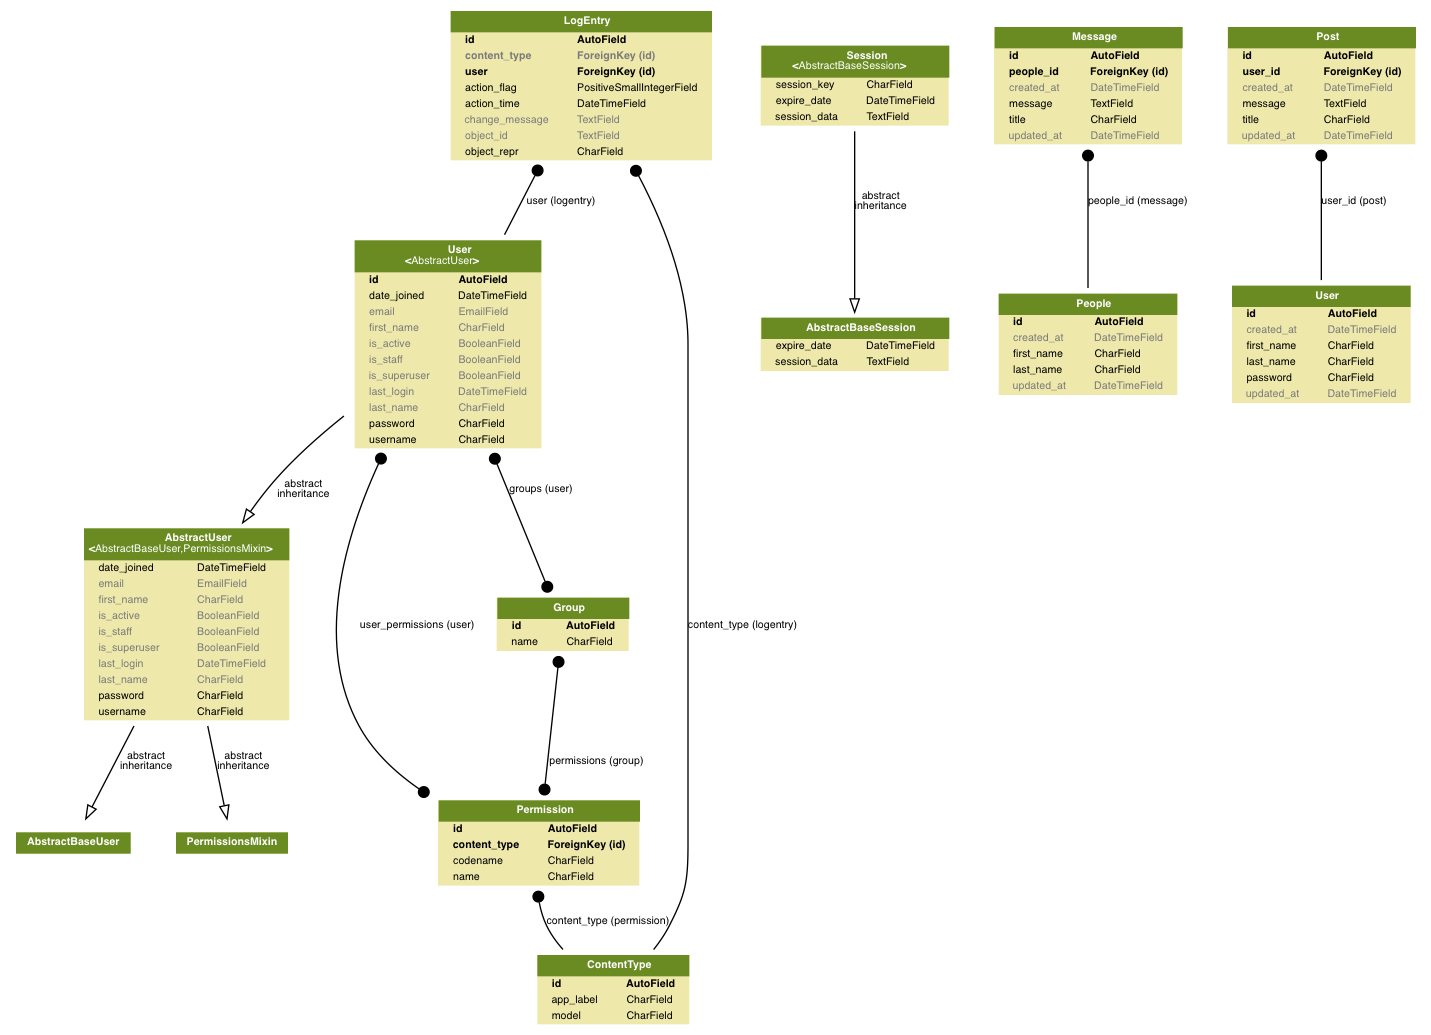 LogEntry
id AutoField
content_type ForeignKey (id)
user ForeignKey (id)
action_flag PositiveSmallIntegerField
action_time DateTimeField
change_message TextField
object_id TextField
object_repr CharField
Session
<AbstractBaseSession>
session_key CharField
expire_date DateTimeField
session_data TextField
Message
id AutoField
people_id ForeignKey (id)
created_at DateTimeField
message TextField
title CharField
updated_at DateTimeField
Post
id AutoField
user_id ForeignKey (id)
created_at DateTimeField
message TextField
title CharField
updated_at DateTimeField
user (logentry)
abstract
inheritance
people_id (message)
user_id (post)
User
<AbstractUser>
id AutoField
date_joined DateTimeField
email EmailField
first_name CharField
is_active BooleanField
is_staff BooleanField
is_superuser BooleanField
last_login DateTimeField
last_name CharField
password CharField
username CharField
AbstractBaseSession
expire_date DateTimeField
session_data TextField
People
id AutoField
created_at DateTimeField
first_name CharField
last_name CharField
updated_at DateTimeField
User
id AutoField
created_at DateTimeField
first_name CharField
last_name CharField
password CharField
updated_at DateTimeField
abstract
inheritance
groups (user)
AbstractUser
<AbstractBaseUser,PermissionsMixin>
date_joined DateTimeField
email EmailField
first_name CharField
is_active BooleanField
is_staff BooleanField
is_superuser BooleanField
last_login DateTimeField
last_name CharField
password CharField
username CharField
user_permissions (user)
Group
id AutoField
name CharField
content_type (logentry)
abstract
inheritance
abstract
inheritance
permissions (group)
AbstractBaseUser
PermissionsMixin
Permission
id AutoField
content_type ForeignKey (id)
codename CharField
name CharField
content_type (permission)
ContentType
id AutoField
app_label CharField
model CharField